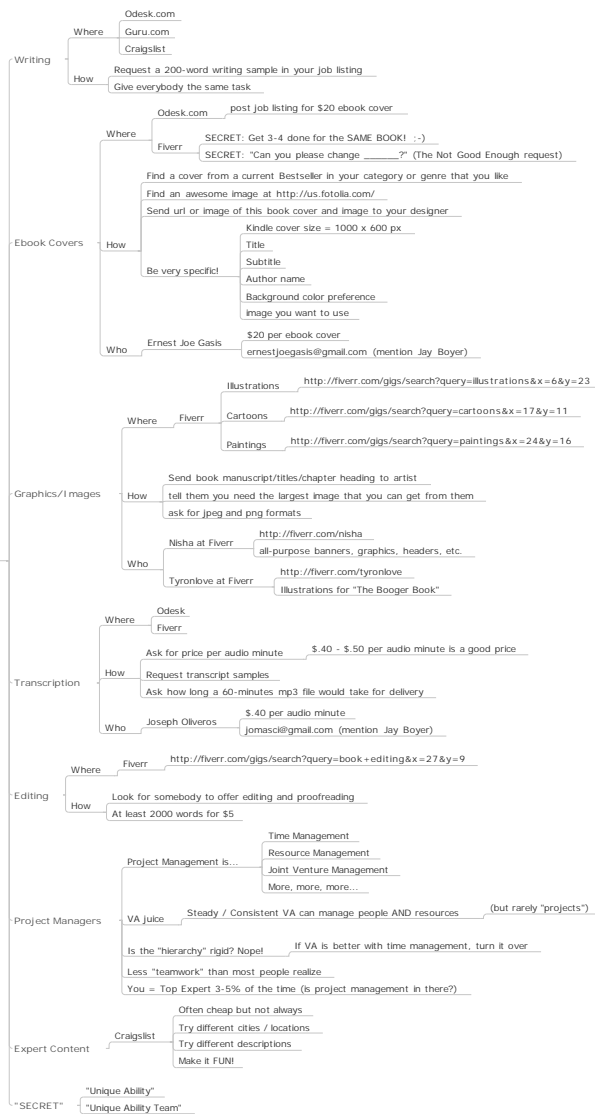 Writing
Where
Odesk.com
Guru.com
Craigslist
How
Request a 200-word writing sample in your job listing
Give everybody the same task
Ebook Covers
Where
Odesk.com
post job listing for $20 ebook cover
Fiverr
SECRET: Get 3-4 done for the SAME BOOK! :-)
SECRET: "Can you please change ______?" (The Not Good Enough request)
How
Find a cover from a current Bestseller in your category or genre that you like
Find an awesome image at http://us.fotolia.com/
Send url or image of this book cover and image to your designer
Be very specific!
Kindle cover size = 1000 x 600 px
Title
Subtitle
Author name
Background color preference
image you want to use
Who
Ernest Joe Gasis
$20 per ebook cover
ernestjoegasis@gmail.com (mention Jay Boyer)
Graphics/Images
Where
Fiverr
Illustrations
http://fiverr.com/gigs/search?query=illustrations&x=6&y=23
Cartoons
http://fiverr.com/gigs/search?query=cartoons&x=17&y=11
Paintings
http://fiverr.com/gigs/search?query=paintings&x=24&y=16
How
Send book manuscript/titles/chapter heading to artist
tell them you need the largest image that you can get from them
ask for jpeg and png formats
Who
Nisha at Fiverr
http://fiverr.com/nisha
all-purpose banners, graphics, headers, etc.
Tyronlove at Fiverr
http://fiverr.com/tyronlove
Illustrations for "The Booger Book"
Transcription
Where
Odesk
Fiverr
How
Ask for price per audio minute
$.40 - $.50 per audio minute is a good price
Request transcript samples
Ask how long a 60-minutes mp3 file would take for delivery
Who
Joseph Oliveros
$.40 per audio minute
jomasci@gmail.com (mention Jay Boyer)
Editing
Where
Fiverr
http://fiverr.com/gigs/search?query=book+editing&x=27&y=9
How
Look for somebody to offer editing and proofreading
At least 2000 words for $5
Project Managers
Project Management is...
Time Management
Resource Management
Joint Venture Management
More, more, more...
VA juice
Steady / Consistent VA can manage people AND resources
(but rarely "projects")
Is the "hierarchy" rigid? Nope!
If VA is better with time management, turn it over
Less "teamwork" than most people realize
You = Top Expert 3-5% of the time (is project management in there?)
Expert Content
Craigslist
Often cheap but not always
Try different cities / locations
Try different descriptions
Make it FUN!
"SECRET"
"Unique Ability"
"Unique Ability Team"